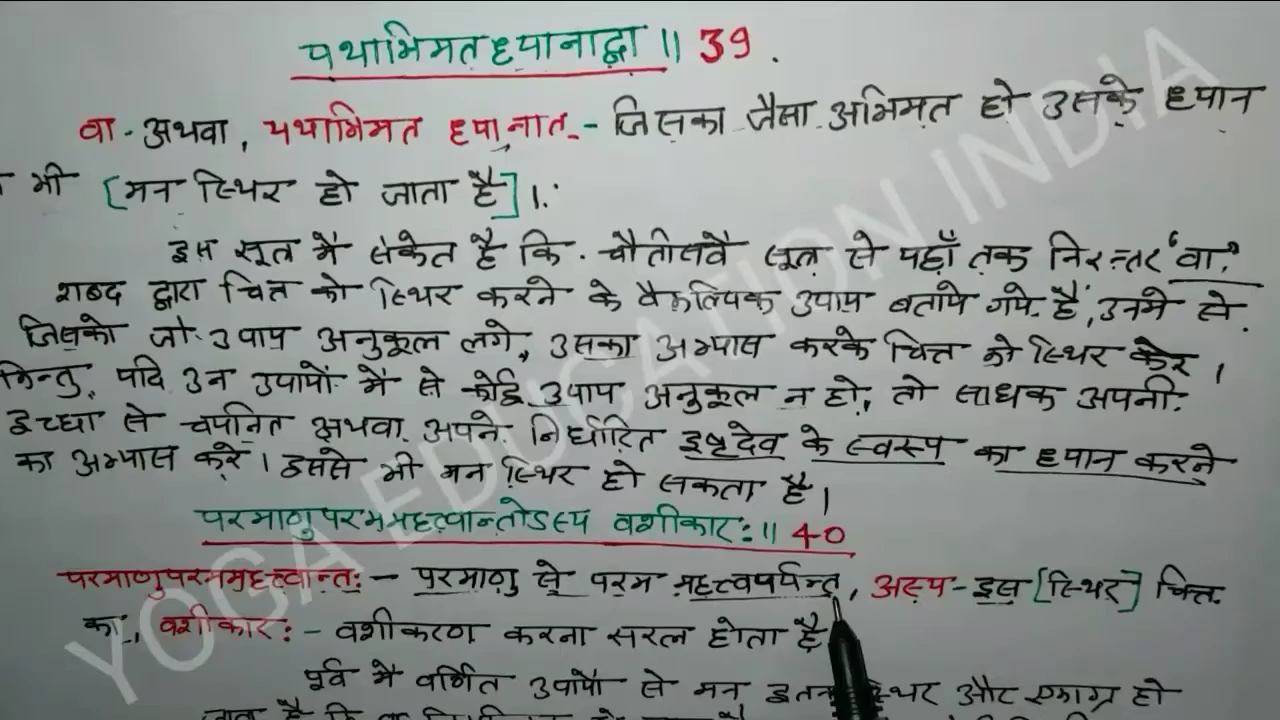 यथाभिमतध्यानाद्वा ॥ 39.
वा - अथवा, यथाभिमत ध्यानात् - जिसका जैसा अभिमत हो उसके ध्यान
भी [मन स्थिर हो जाता है] ।
इस सूत्र में संकेत है कि चौतीसवें सूत्र से यहाँ तक निरन्तर 'वा'
शब्द द्वारा चित्त को स्थिर करने के वैकल्पिक उपाय बताये गये हैं, उनमें से
जिसको जो उपाय अनुकूल लगे, उसका अभ्यास करके चित्त को स्थिर करे ।
किन्तु, यदि उन उपायों में से कोई उपाय अनुकूल न हो, तो साधक अपनी
इच्छा से चयनित अथवा अपने निर्धारित इष्टदेव के स्वरूप का ध्यान करने
का अभ्यास करें । इससे भी मन स्थिर हो सकता है ।
परमाणुपरममहत्त्वान्तोऽस्य वशीकारः ॥ 40
परमाणुपरममहत्त्वान्तः - परमाणु से परम महत्त्वपर्यन्त, अस्य - इस [स्थिर] चित्त
का, वशीकारः - वशीकरण करना सरल होता है
पूर्व में वर्णित उपायों से मन स्थिर और एकाग्र हो
जाता है कि
YOGA EDUCATION INDIA